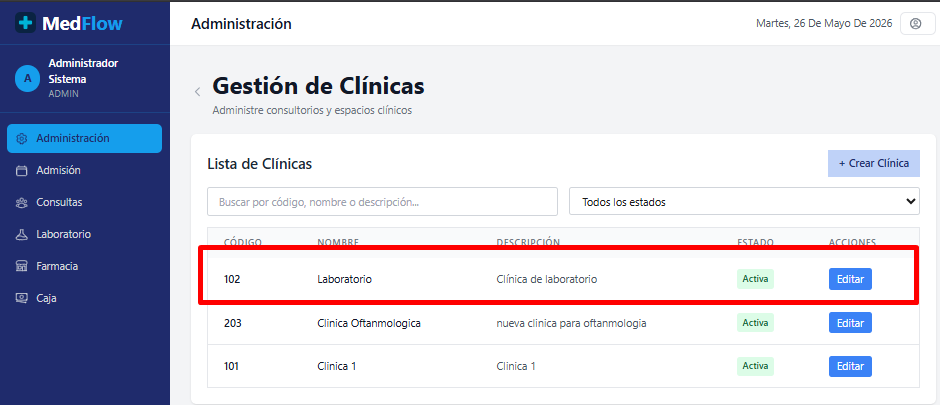 MedFlow
Administración
Martes, 26 De Mayo De 2026
A
Administrador
Sistema
ADMIN
Administración
Admisión
Consultas
Laboratorio
Farmacia
Caja
Gestión de Clínicas
Administre consultorios y espacios clínicos
Lista de Clínicas
+ Crear Clínica
Buscar por código, nombre o descripción...
Todos los estados
CÓDIGO NOMBRE DESCRIPCIÓN ESTADO ACCIONES
102 Laboratorio Clínica de laboratorio Activa Editar
203 Clinica Oftanmologica nueva clinica para oftanmologia Activa Editar
101 Clinica 1 Clinica 1 Activa Editar